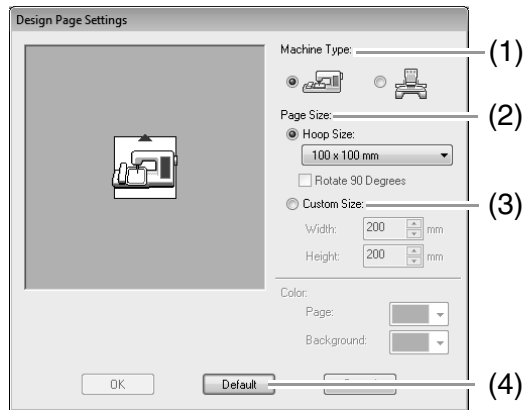 Design Page Settings
Machine Type:
(1)
Page Size:
(2)
Hoop Size:
100 x 100 mm
Rotate 90 Degrees
Custom Size:
(3)
Width: 200 mm
Height: 200 mm
Color:
Page:
Background:
OK Default
(4)